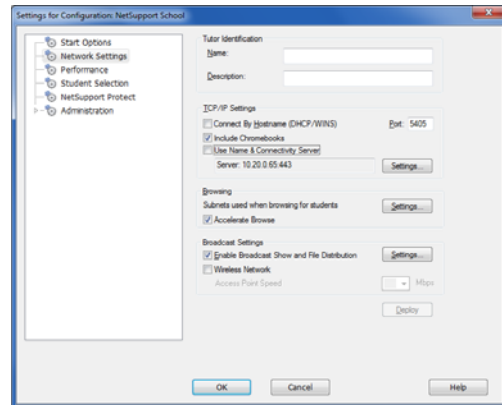 Settings for Configuration: NetSupport School
Start Options
Network Settings
Performance
Student Selection
NetSupport Protect
Administration
Tutor Identification
Name:
Description:
TCP/IP Settings
Connect By Hostname (DHCP/WINS)
Port: 5405
Include Chromebooks
Use Name & Connectivity Server
Server: 10.20.0.65:443
Settings...
Browsing
Subnets used when browsing for students
Settings...
Accelerate Browse
Broadcast Settings
Enable Broadcast Show and File Distribution
Settings...
Wireless Network
Access Point Speed
Mbps
Deploy
OK
Cancel
Help